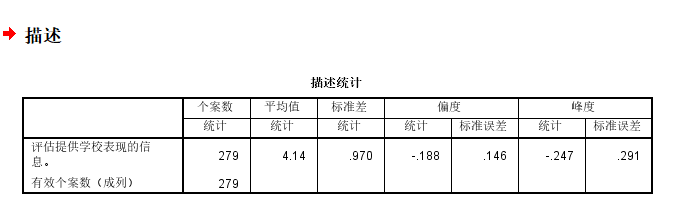 描述
描述统计
个案数 平均值 标准差 偏度 峰度
统计 统计 统计 统计 标准误差 统计 标准误差
评估提供学校表现的信
息。 279 4.14 .970 -.188 .146 -.247 .291
有效个案数（成列） 279